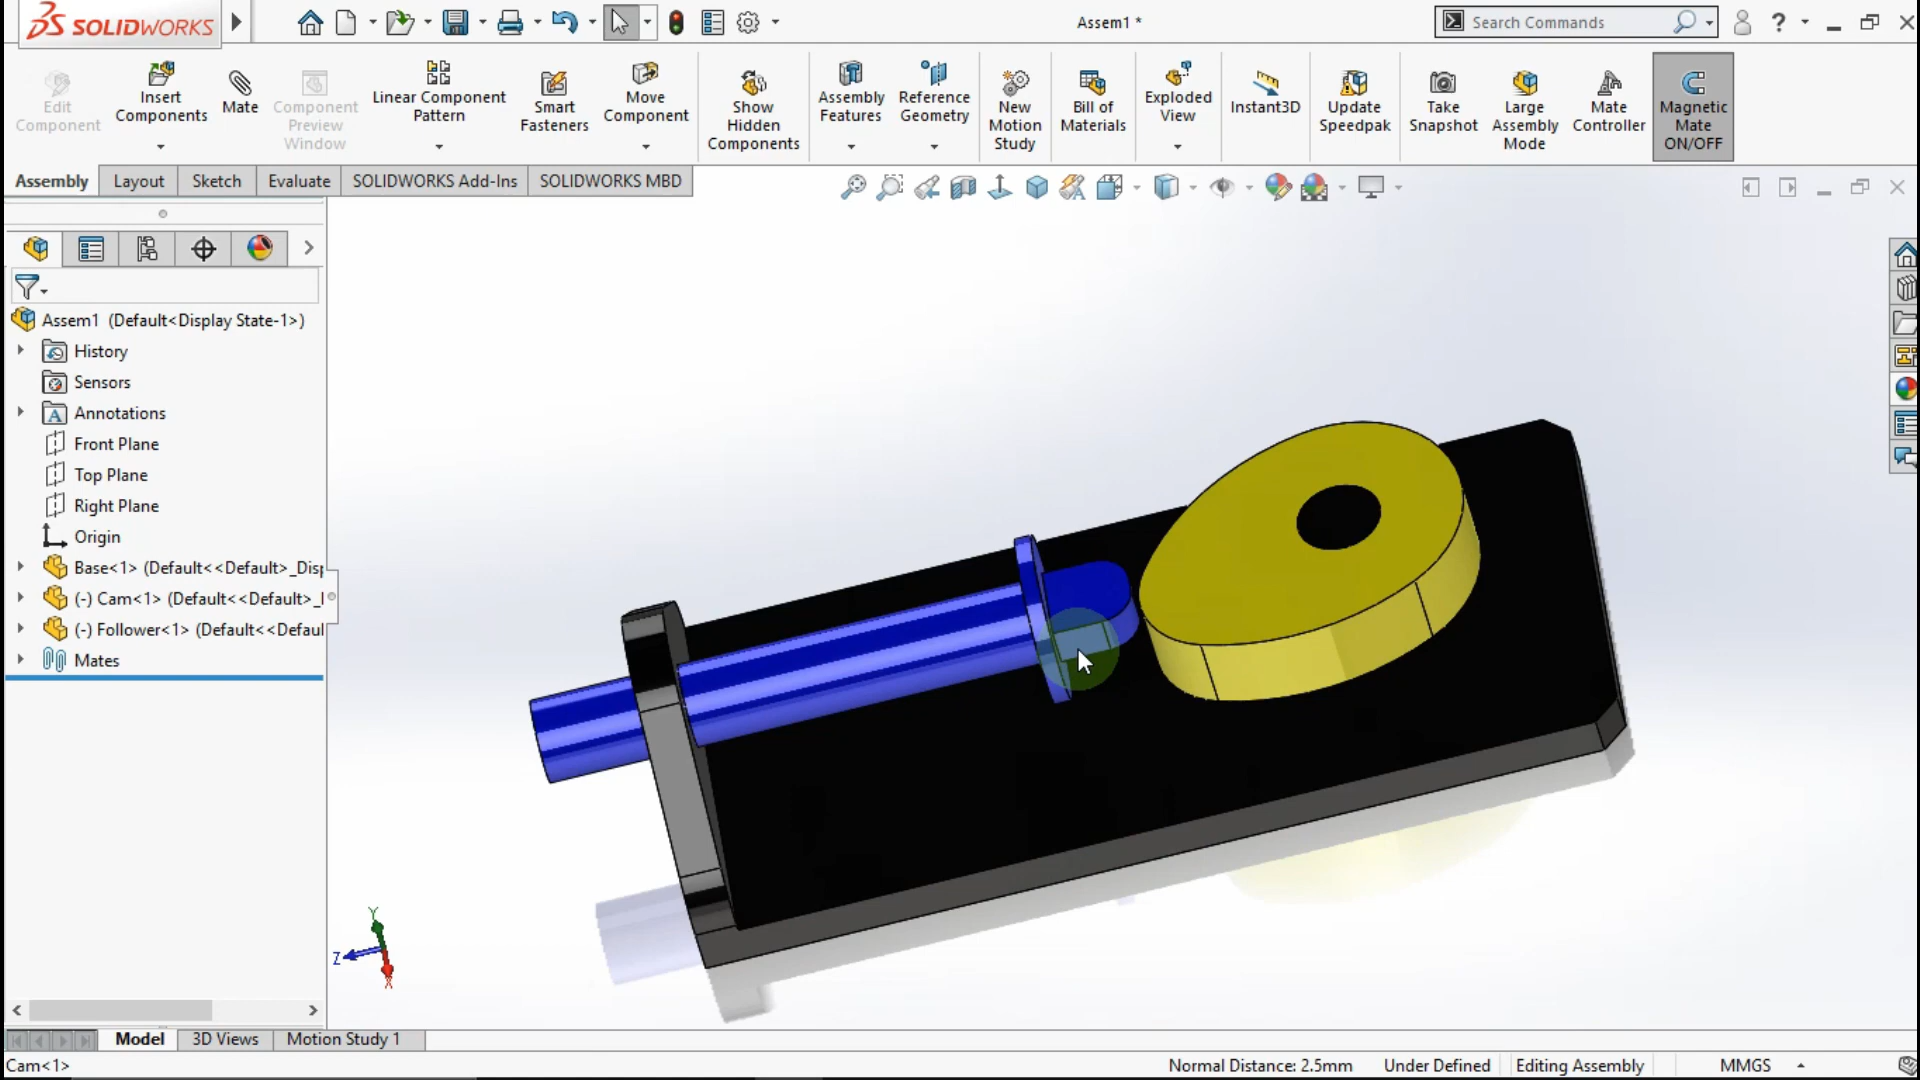 SOLIDWORKS
Assem1 *
Search Commands
?
Edit
Component
Insert
Components
Mate
Component
Preview
Window
Linear Component
Pattern
Smart
Fasteners
Move
Component
Show
Hidden
Components
Assembly
Features
Reference
Geometry
New
Motion
Study
Bill of
Materials
Exploded
View
Instant3D
Update
Speedpak
Take
Snapshot
Large
Assembly
Mode
Mate
Controller
Magnetic
Mate
ON/OFF
Assembly
Layout
Sketch
Evaluate
SOLIDWORKS Add-Ins
SOLIDWORKS MBD
Assem1 (Default<Display State-1>)
History
Sensors
Annotations
Front Plane
Top Plane
Right Plane
Origin
Base<1> (Default<<Default>_Disp
(-) Cam<1> (Default<<Default>_
(-) Follower<1> (Default<<Defaul
Mates
Y
Z
X
Model
3D Views
Motion Study 1
Cam<1>
Normal Distance: 2.5mm
Under Defined
Editing Assembly
MMGS